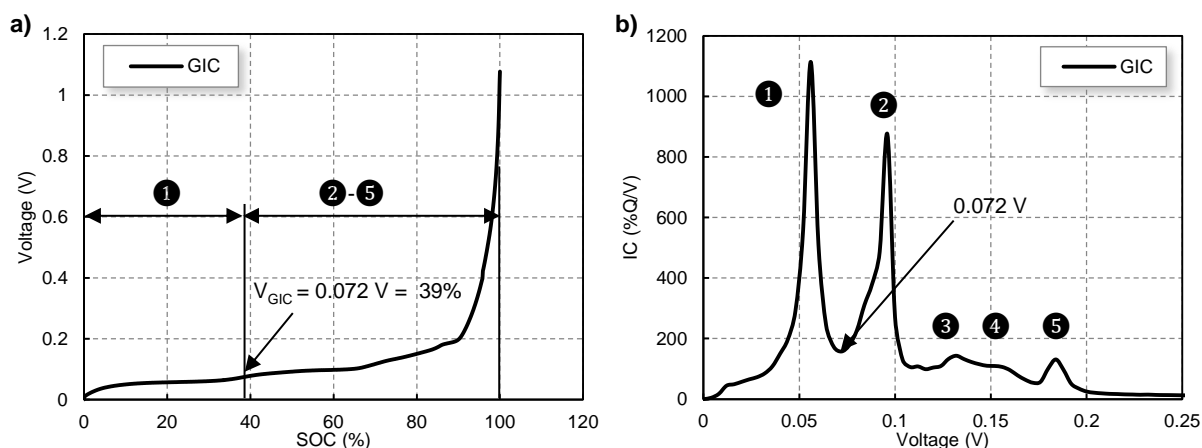 a)
GIC
1.2
1
0.8
0.6
0.4
0.2
0
Voltage (V)
❶
❷-❺
V_GIC = 0.072 V = 39%
0 20 40 60 80 100 120
SOC (%)
b)
GIC
1200
1000
800
600
400
200
0
IC (%Q/V)
❶
❷
0.072 V
❸ ❹ ❺
0 0.05 0.1 0.15 0.2 0.25
Voltage (V)